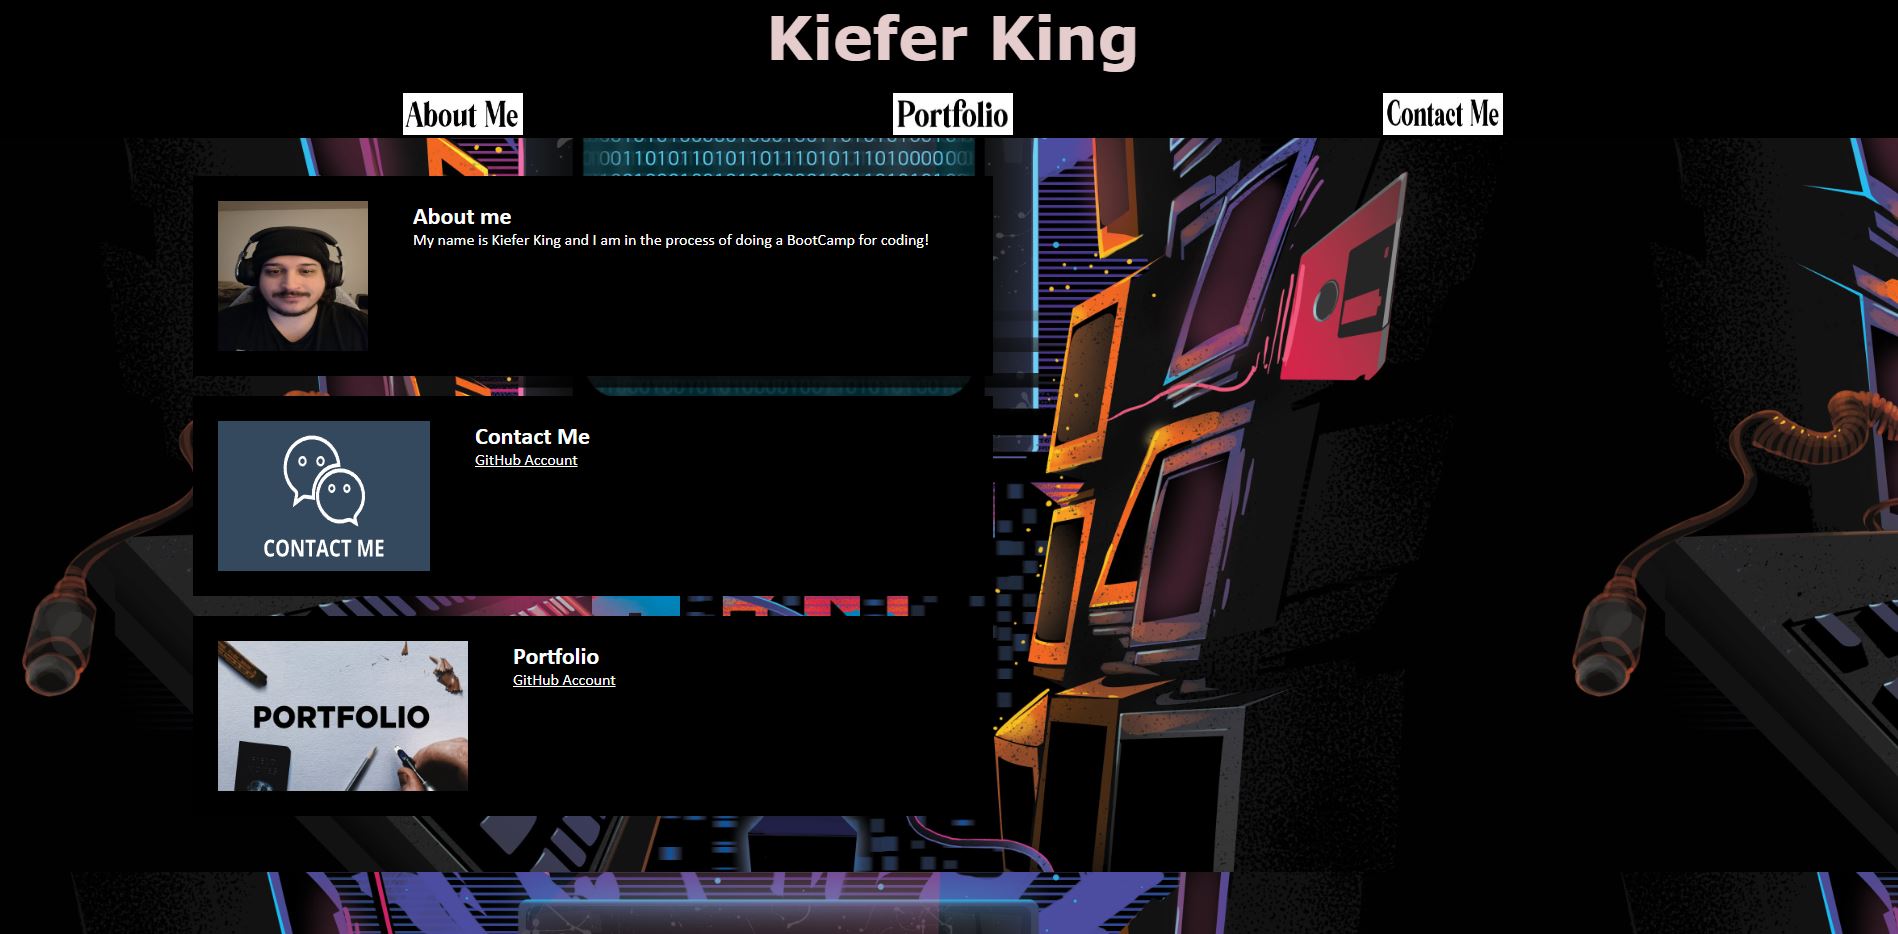 Kiefer King
About Me
Portfolio
Contact Me
001101011010110111010111010000000
About me
My name is Kiefer King and I am in the process of doing a BootCamp for coding!
Contact Me
GitHub Account
CONTACT ME
Portfolio
GitHub Account
PORTFOLIO